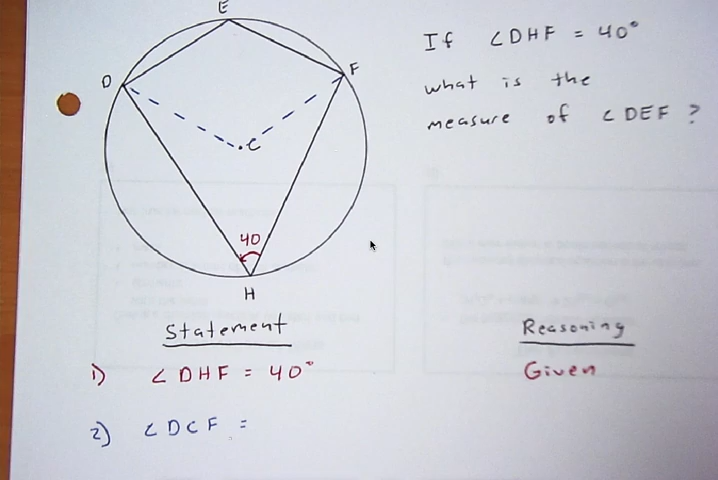 E
D
F
C
40
H
If ∠DHF = 40°
what is the
measure of ∠DEF ?
Statement
Reasoning
1) ∠DHF = 40°
Given
2) ∠DCF =